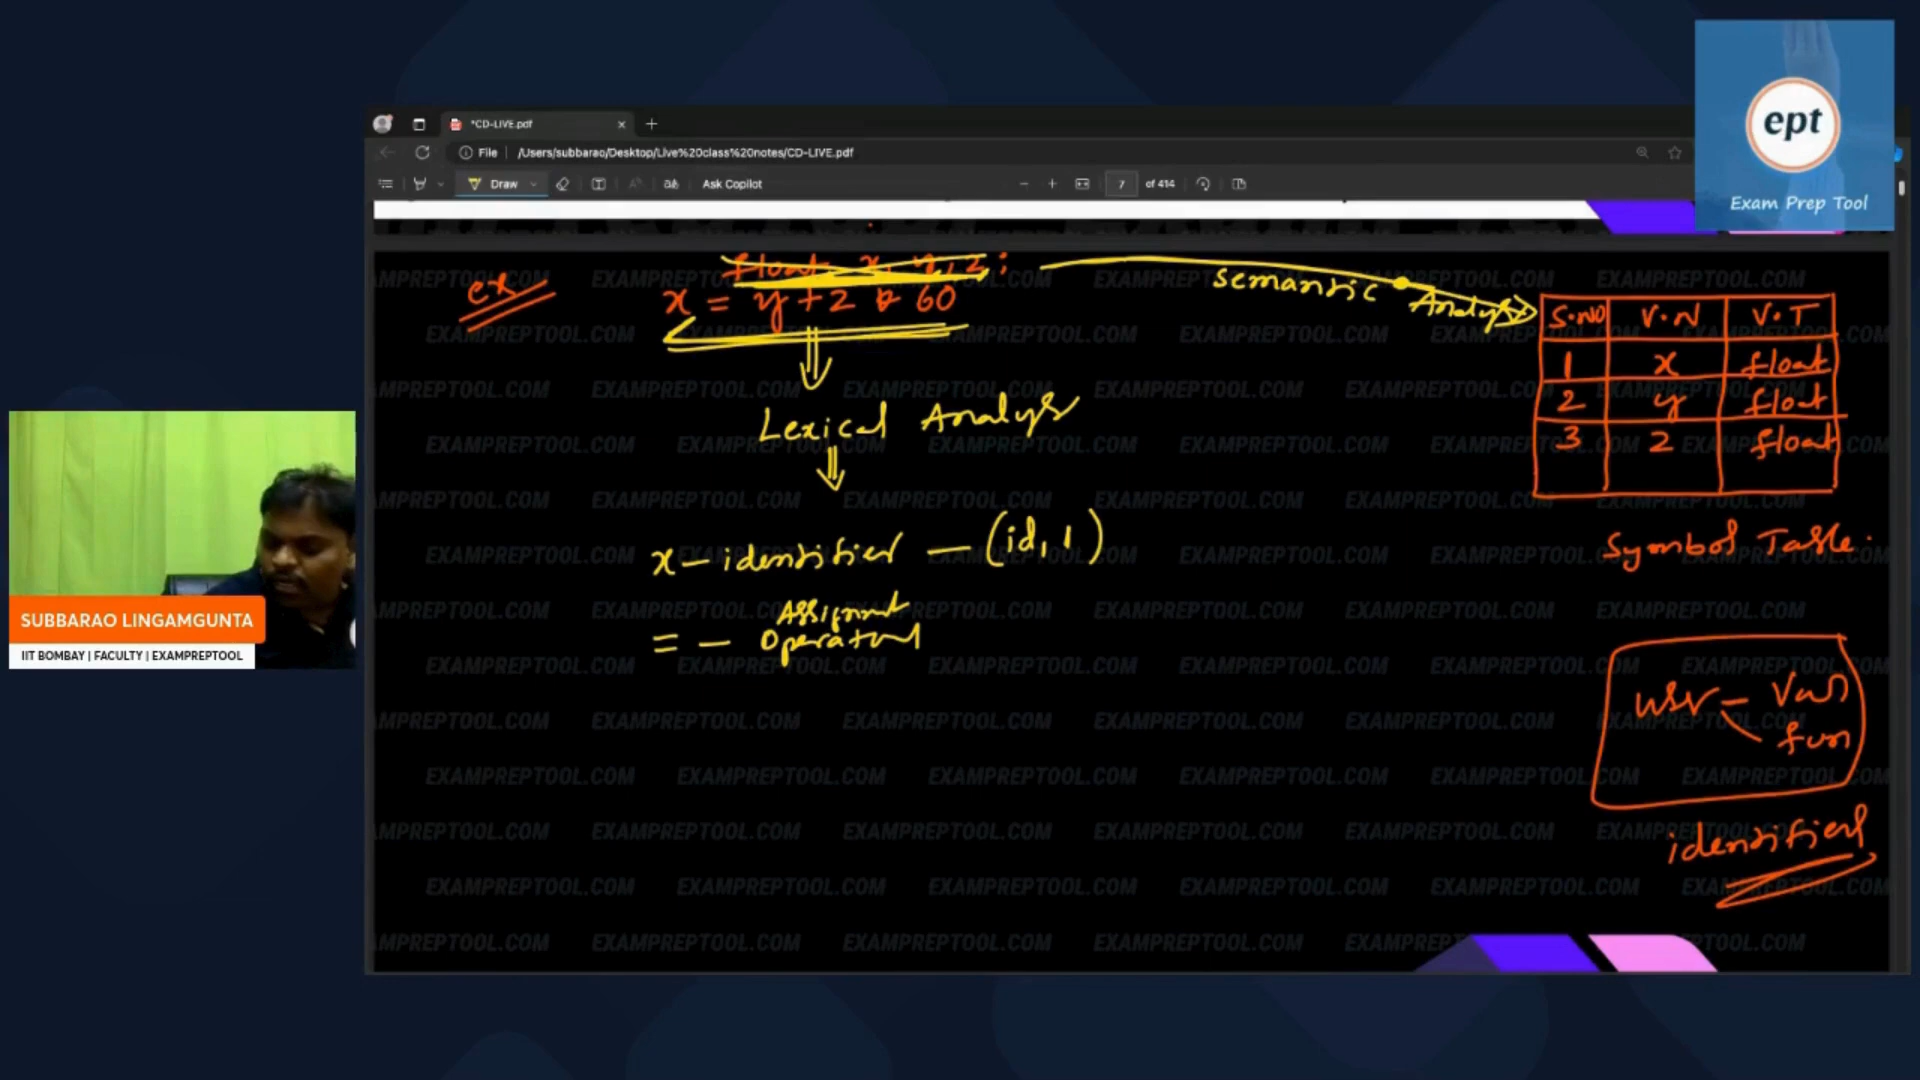 ept
Exam Prep Tool
*CD-LIVE.pdf
File /Users/subbarao/Desktop/Live%20class%20notes/CD-LIVE.pdf
Draw
Ask Copilot
7 of 414
float x, y, z ;
ex
x = y + z * 60
semantic
Analysis
S.NO V.N V.T
1 x float
2 y float
3 z float
Symbol Table.
Lexical Analysis
x - identifier - (id, 1)
Assignment
= - Operator
usr - Var
fun
identifier
SUBBARAO LINGAMGUNTA
IIT BOMBAY | FACULTY | EXAMPREPTOOL
EXAMPREPTOOL.COM